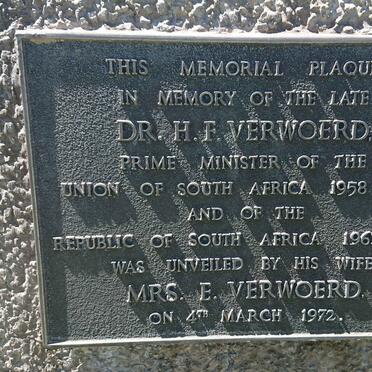 THIS MEMORIAL PLAQUE
IN MEMORY OF THE LATE
DR. H. F. VERWOERD,
PRIME MINISTER OF THE
UNION OF SOUTH AFRICA 1958
AND OF THE
REPUBLIC OF SOUTH AFRICA 196
WAS UNVEILED BY HIS WIFE
MRS. E. VERWOERD.
ON 4TH MARCH 1972.